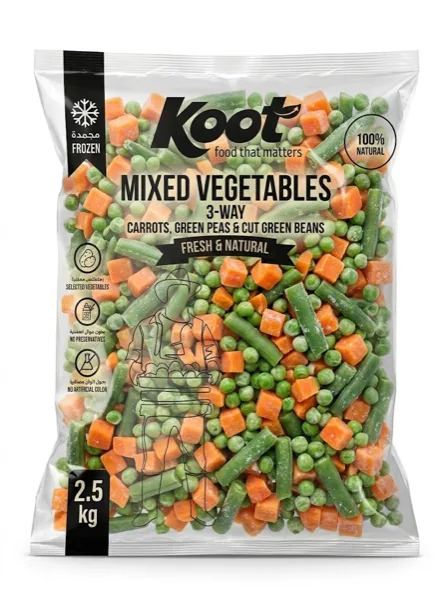 مجمدة
FROZEN
Koot
food that matters
100%
NATURAL
MIXED VEGETABLES
3-WAY
CARROTS, GREEN PEAS & CUT GREEN BEANS
FRESH & NATURAL
SELECTED VEGETABLES
NO PRESERVATIVES
NO ARTIFICIAL COLOR
2.5
kg